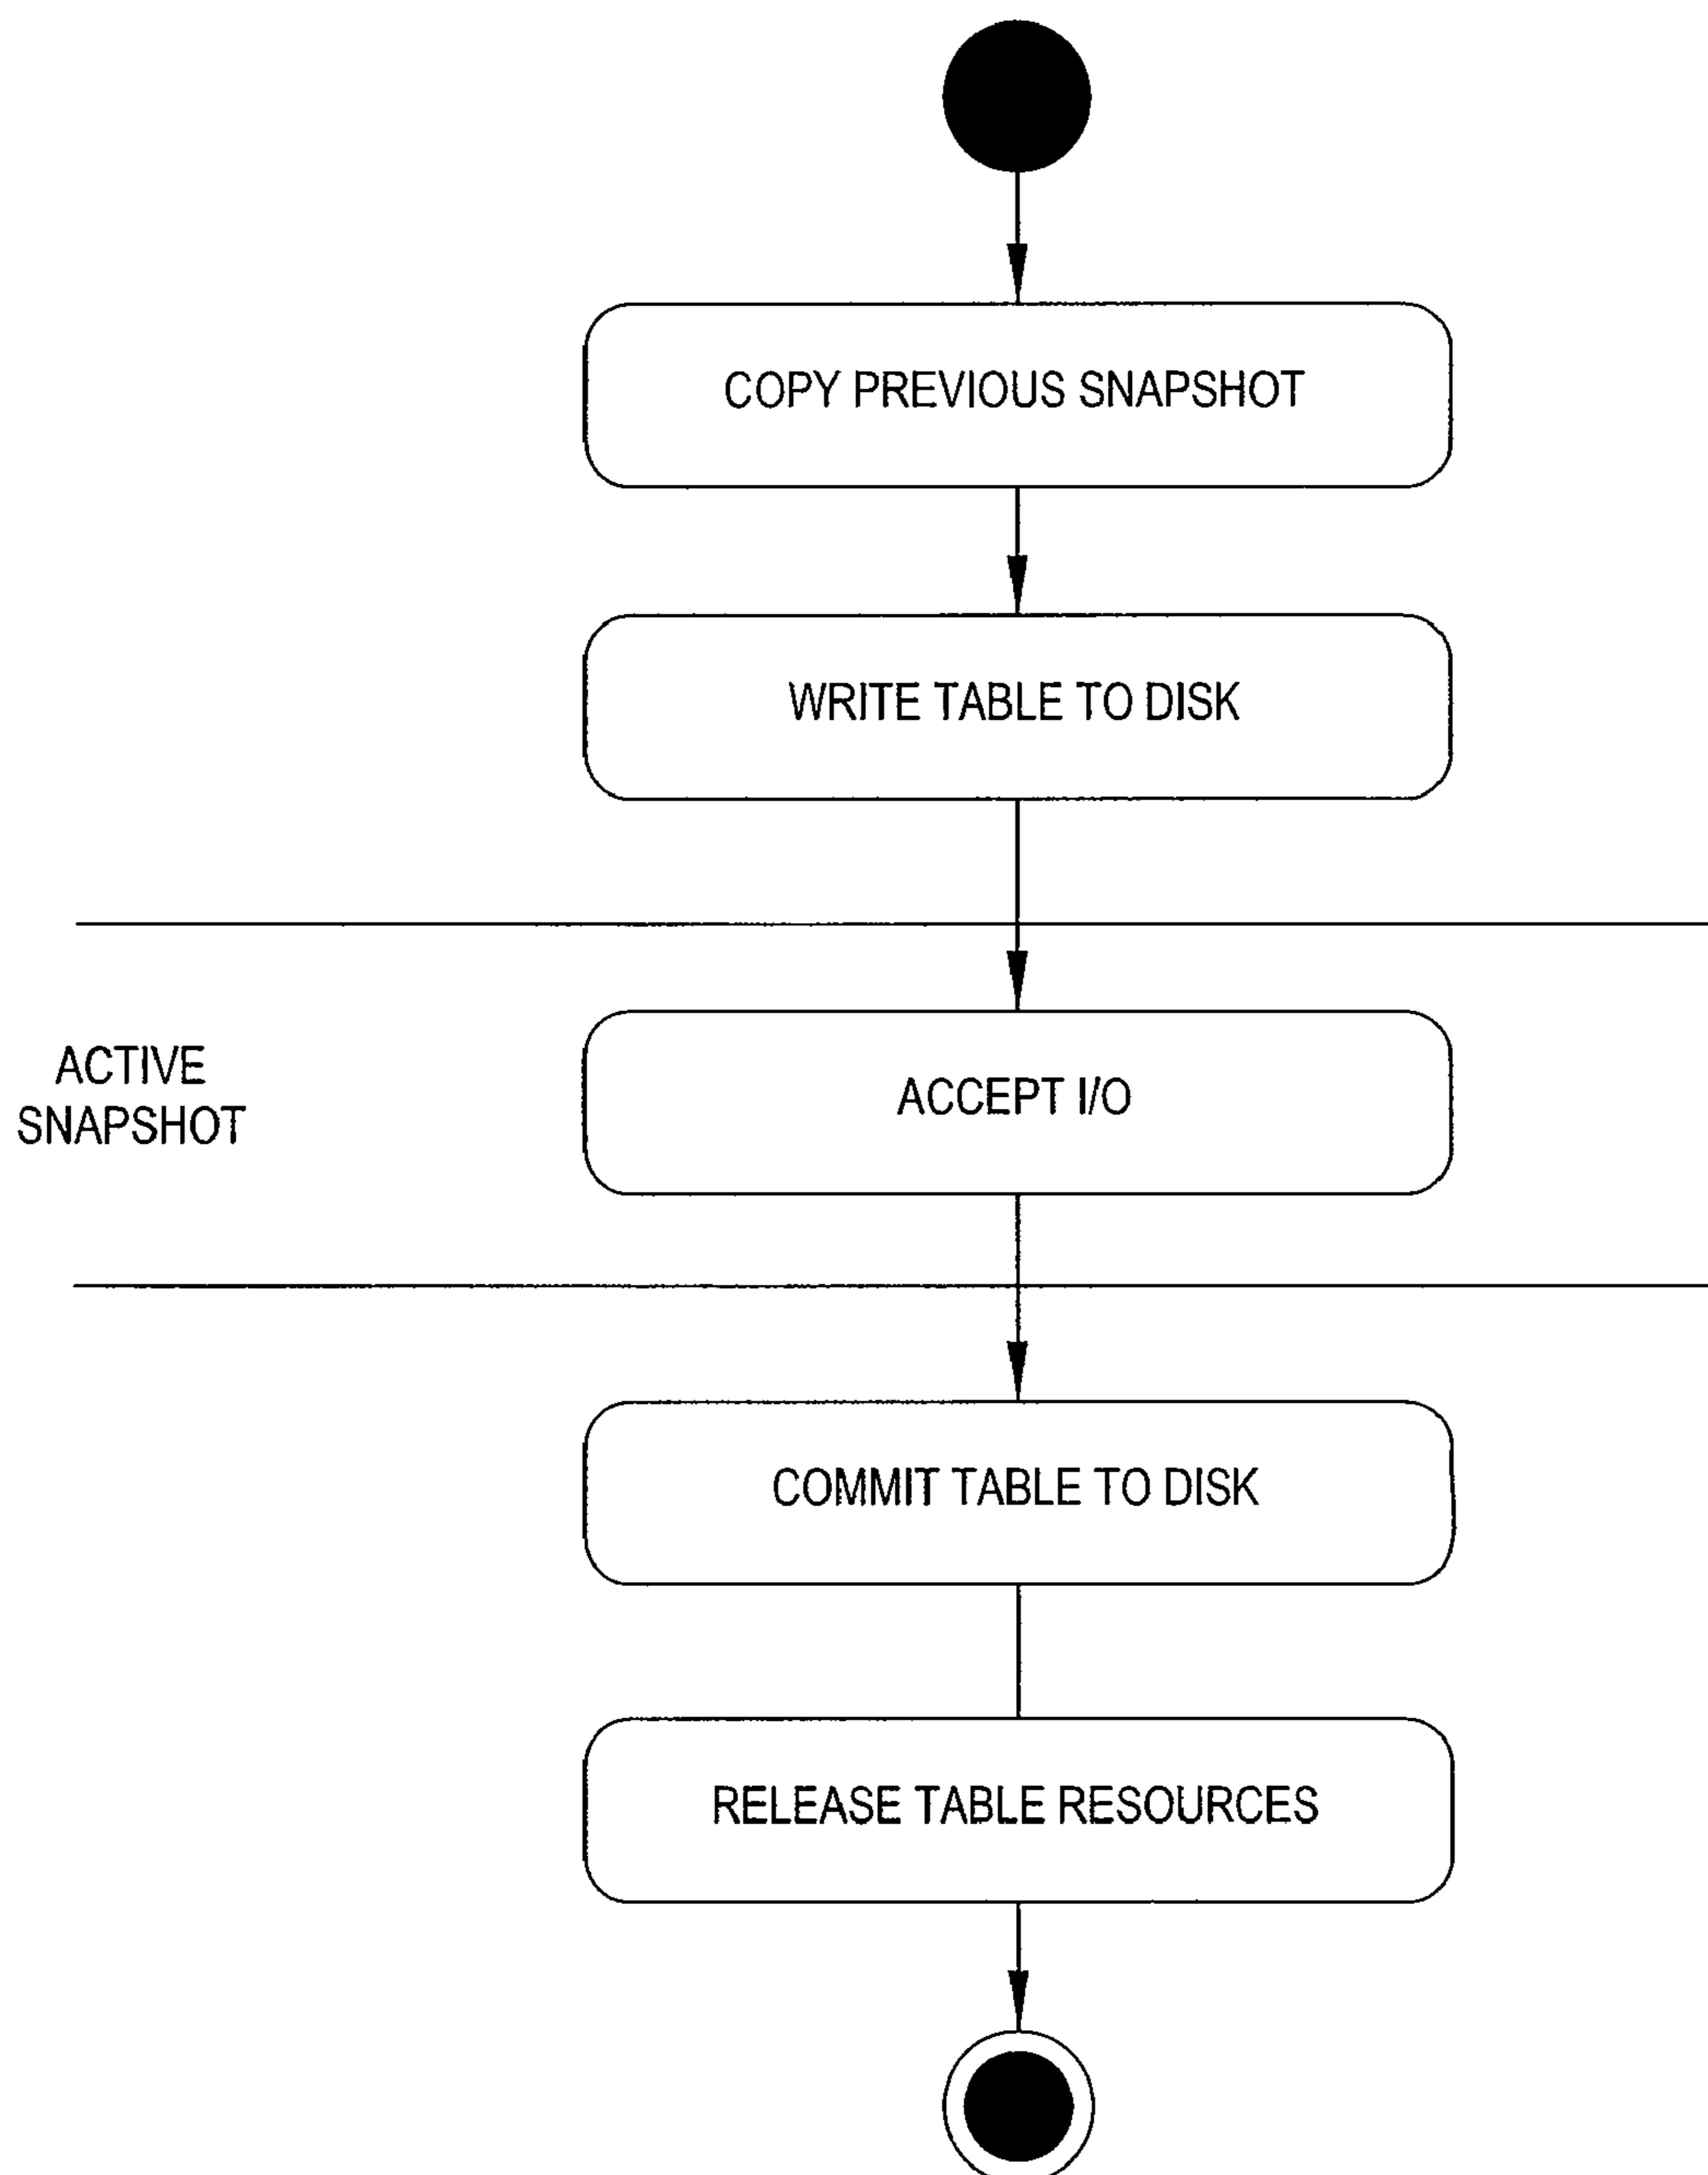 COPY PREVIOUS SNAPSHOT
WRITE TABLE TO DISK
ACTIVE
SNAPSHOT
ACCEPT I/O
COMMIT TABLE TO DISK
RELEASE TABLE RESOURCES